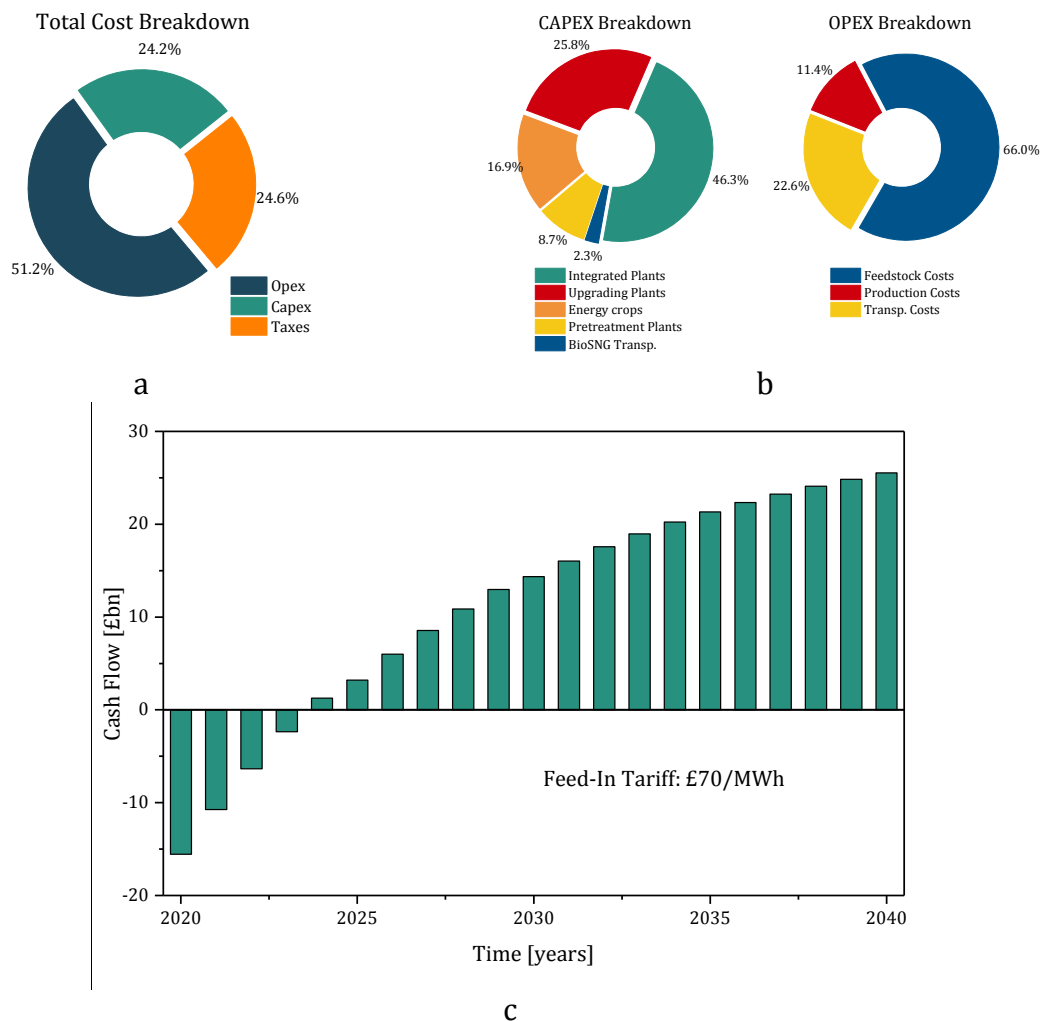 Total Cost Breakdown
24.2%
24.6%
51.2%
Opex
Capex
Taxes
a
CAPEX Breakdown
25.8%
46.3%
16.9%
8.7%
2.3%
Integrated Plants
Upgrading Plants
Energy crops
Pretreatment Plants
BioSNG Transp.
OPEX Breakdown
11.4%
66.0%
22.6%
Feedstock Costs
Production Costs
Transp. Costs
b
30
20
10
0
-10
-20
Cash Flow [£bn]
Feed-In Tariff: £70/MWh
2020 2025 2030 2035 2040
Time [years]
c